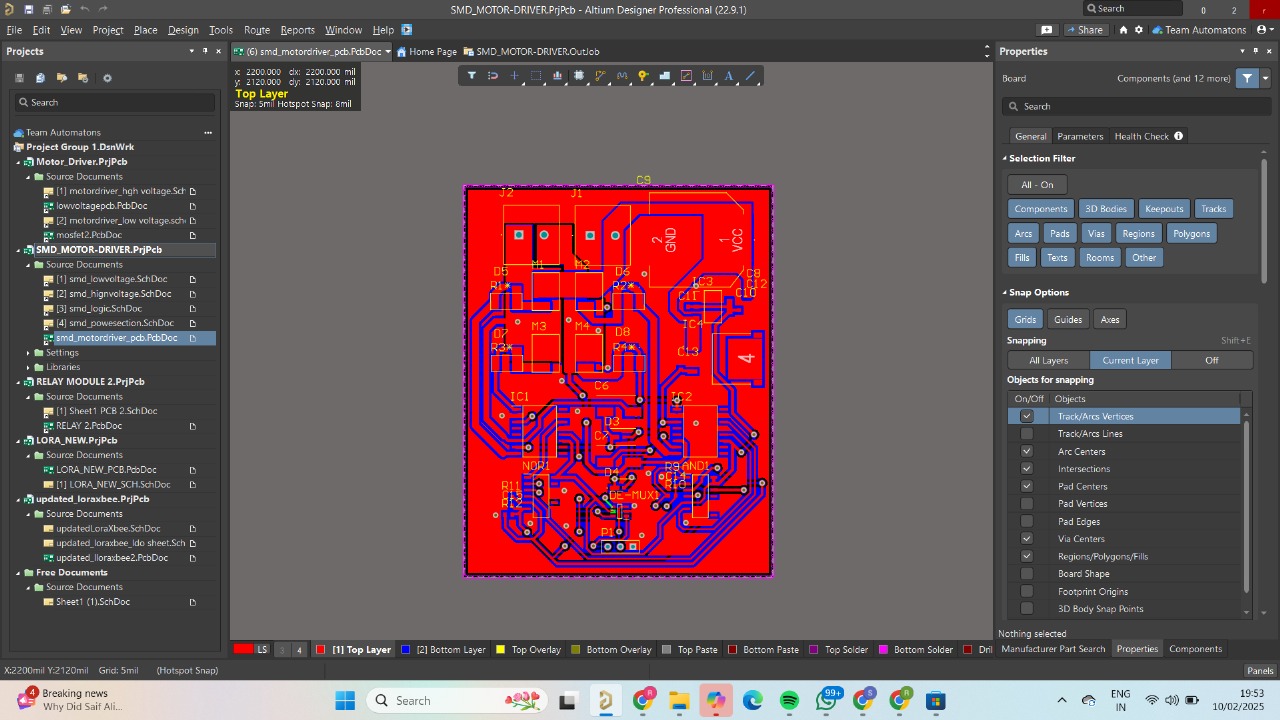 SMD_MOTOR-DRIVER.PrjPcb - Altium Designer Professional (22.9.1)
Search
File Edit View Project Place Design Tools Route Reports Window Help
Share
Team Automatons
Projects
(6) smd_motordriver_pcb.PcbDoc
Home Page
SMD_MOTOR-DRIVER.OutJob
Properties
x: 2200.000 dx: 2200.000 mil
y: 2120.000 dy: 2120.000 mil
Top Layer
Snap: 5mil Hotspot Snap: 8mil
Board
Components (and 12 more)
Search
Search
Team Automatons
Project Group 1.DsnWrk
Motor_Driver.PrjPcb
Source Documents
[1] motordriver_hgh voltage.Sch
lowvoltagepcb.PcbDoc
[2] motordriver_low voltage.sch
mosfet2.PcbDoc
SMD_MOTOR-DRIVER.PrjPcb
Source Documents
[1] smd_lowvoltage.SchDoc
[2] smd_hignvoltage.SchDoc
[3] smd_logic.SchDoc
[4] smd_powesection.SchDoc
smd_motordriver_pcb.PcbDoc
Settings
Libraries
RELAY MODULE 2.PrjPcb
Source Documents
[1] Sheet1 PCB 2.SchDoc
RELAY 2.PcbDoc
LORA_NEW.PrjPcb
Source Documents
LORA_NEW_PCB.PcbDoc
[1] LORA_NEW_SCH.SchDoc
updated_loraxbee.PrjPcb
Source Documents
updatedLoraXbee.SchDoc
updated_loraxbee_ldo sheet.SchDoc
updated_lloraxbee2.PcbDoc
Free Documents
Source Documents
Sheet1 (1).SchDoc
C9
J2 J1
2 GND
1 VCC
M1 M2
D5 D6
R1* R2*
IC3 C8
C12
C11 C10
IC4
M3 M4
D7 D8
R3* R4*
C13
4
C6
IC1 IC2
D3
C7
NOR1
D4
R9 AND1
C14
R10
R11
C15
R12
DE-MUX1
P1
General Parameters Health Check
Selection Filter
All - On
Components 3D Bodies Keepouts Tracks
Arcs Pads Vias Regions Polygons
Fills Texts Rooms Other
Snap Options
Grids Guides Axes
Snapping Shift+E
All Layers Current Layer Off
Objects for snapping
On/Off Objects
Track/Arcs Vertices
Track/Arcs Lines
Arc Centers
Intersections
Pad Centers
Pad Vertices
Pad Edges
Via Centers
Regions/Polygons/Fills
Board Shape
Footprint Origins
3D Body Snap Points
Nothing selected
Manufacturer Part Search Properties Components
LS 3 4 [1] Top Layer [2] Bottom Layer Top Overlay Bottom Overlay Top Paste Bottom Paste Top Solder Bottom Solder Dril
X:2200mil Y:2120mil Grid: 5mil (Hotspot Snap)
Panels
4
Breaking news
Why Did Self Ali...
Search
99+
ENG
IN
19:53
10/02/2025